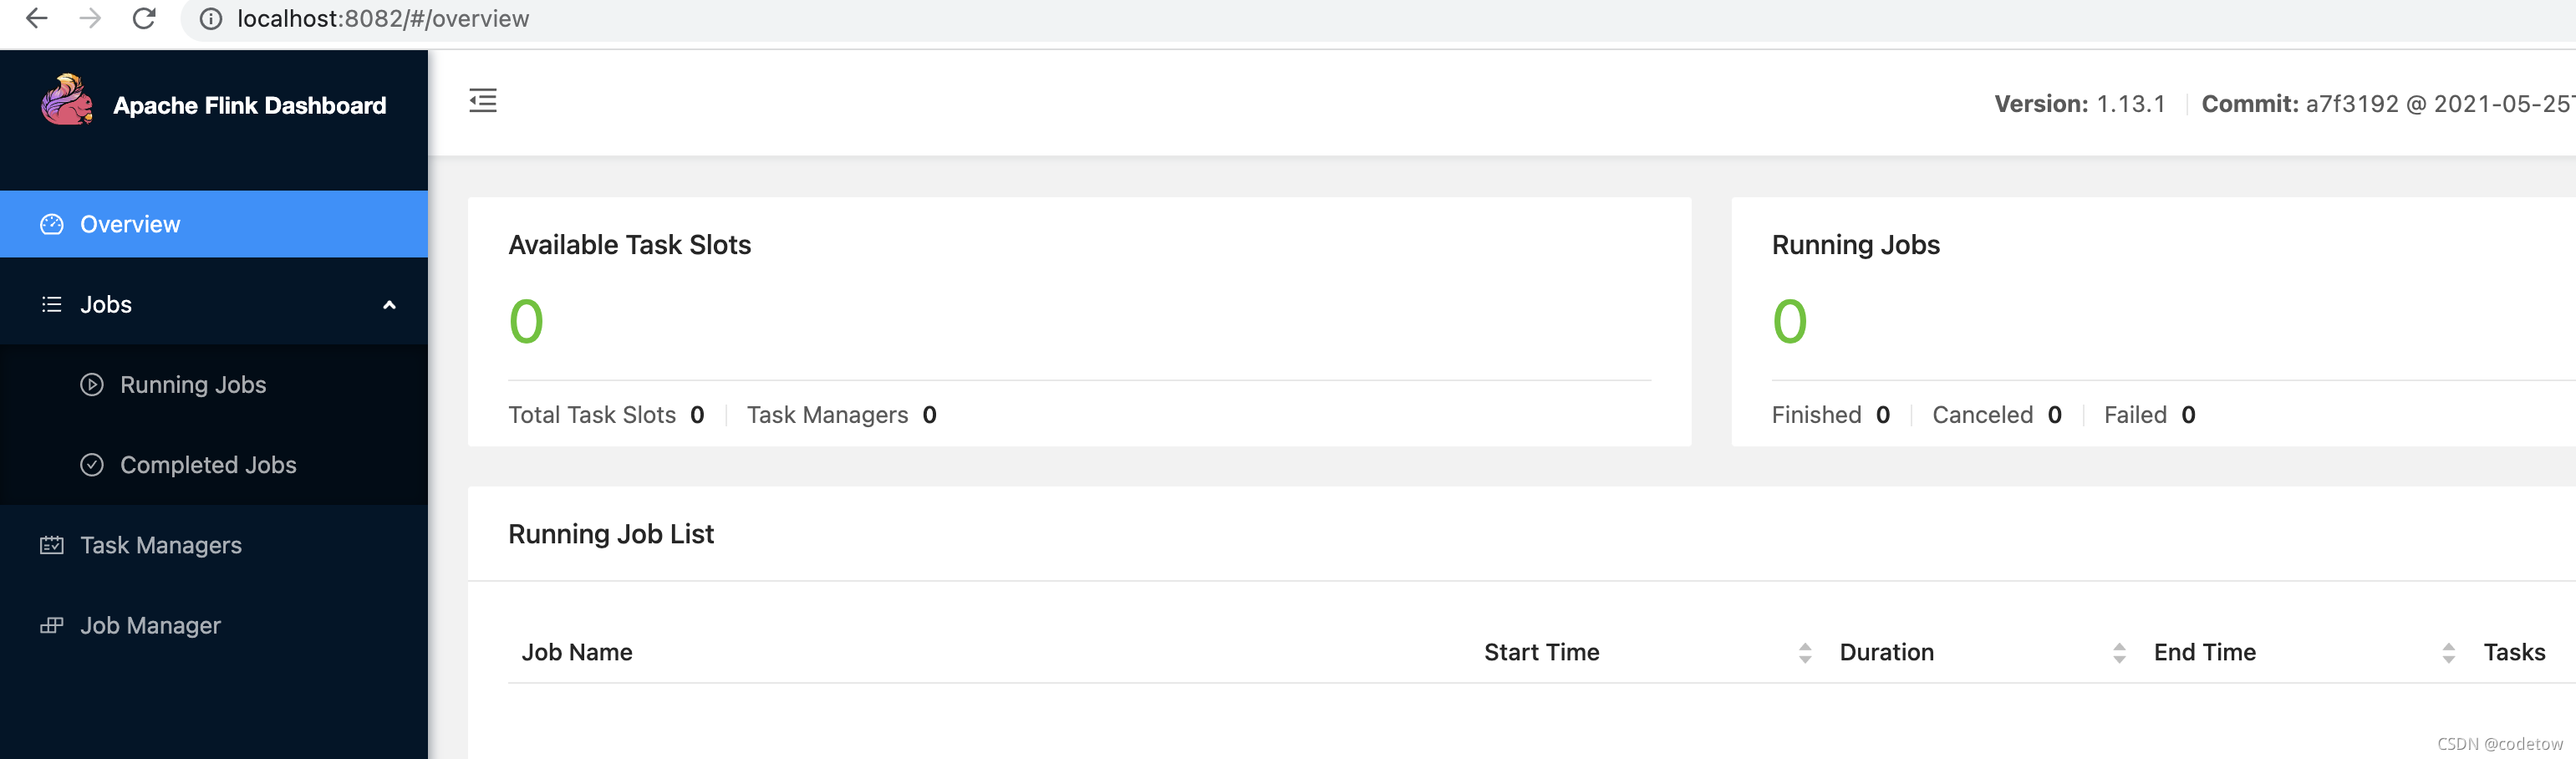 localhost:8082/#/overview
Apache Flink Dashboard
Version: 1.13.1 Commit: a7f3192 @ 2021-05-25T
Overview
Jobs
Running Jobs
Completed Jobs
Task Managers
Job Manager
Available Task Slots
0
Total Task Slots 0 Task Managers 0
Running Jobs
0
Finished 0 Canceled 0 Failed 0
Running Job List
Job Name Start Time Duration End Time Tasks
CSDN @codetow